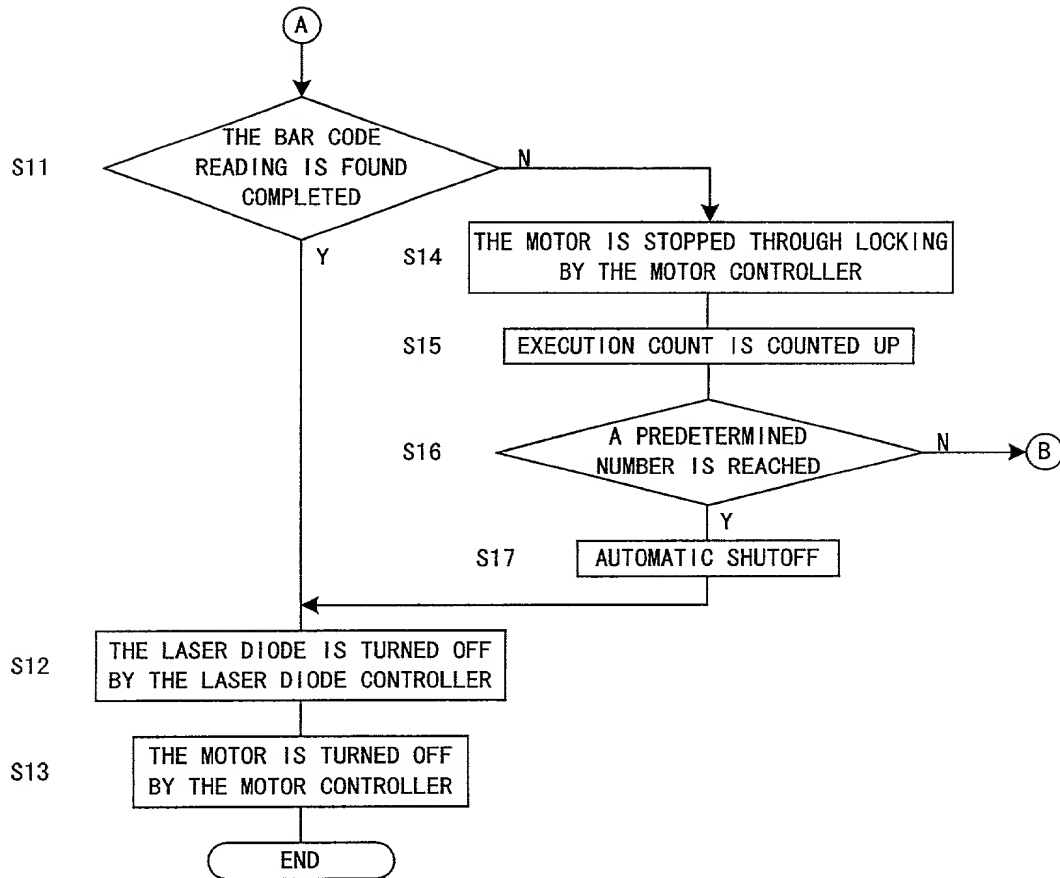 A
S11
THE BAR CODE
READING IS FOUND
COMPLETED
N
Y
S14
THE MOTOR IS STOPPED THROUGH LOCKING
BY THE MOTOR CONTROLLER
S15
EXECUTION COUNT IS COUNTED UP
S16
A PREDETERMINED
NUMBER IS REACHED
N
B
Y
S17
AUTOMATIC SHUTOFF
S12
THE LASER DIODE IS TURNED OFF
BY THE LASER DIODE CONTROLLER
S13
THE MOTOR IS TURNED OFF
BY THE MOTOR CONTROLLER
END